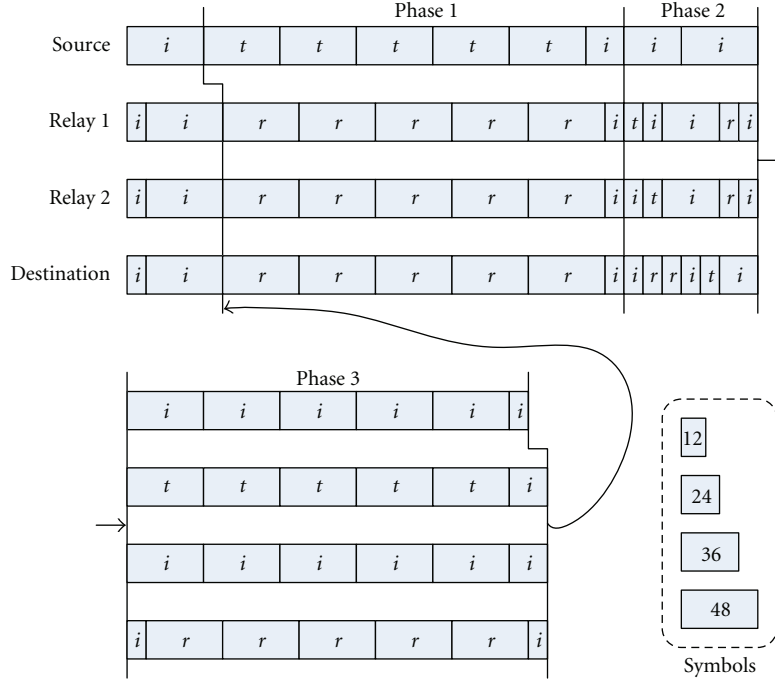 Phase 1 Phase 2
Source i t t t t t i i i
Relay 1 i i r r r r r i t i i r i
Relay 2 i i r r r r r i i t i r i
Destination i i r r r r r i i r r i t i
Phase 3
i i i i i i
t t t t t i
i i i i i i
i r r r r r i
12
24
36
48
Symbols